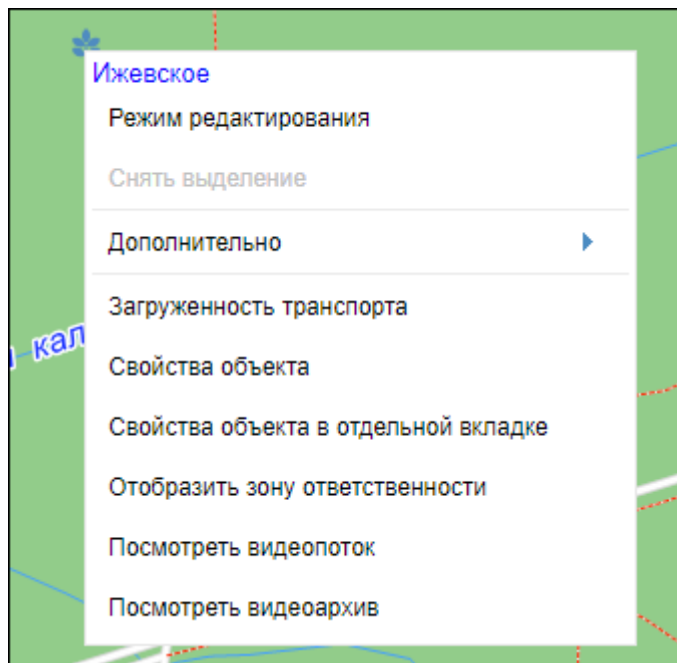 Ижевское
Режим редактирования
Снять выделение
Дополнительно
Загруженность транспорта
кал
Свойства объекта
Свойства объекта в отдельной вкладке
Отобразить зону ответственности
Посмотреть видеопоток
Посмотреть видеоархив